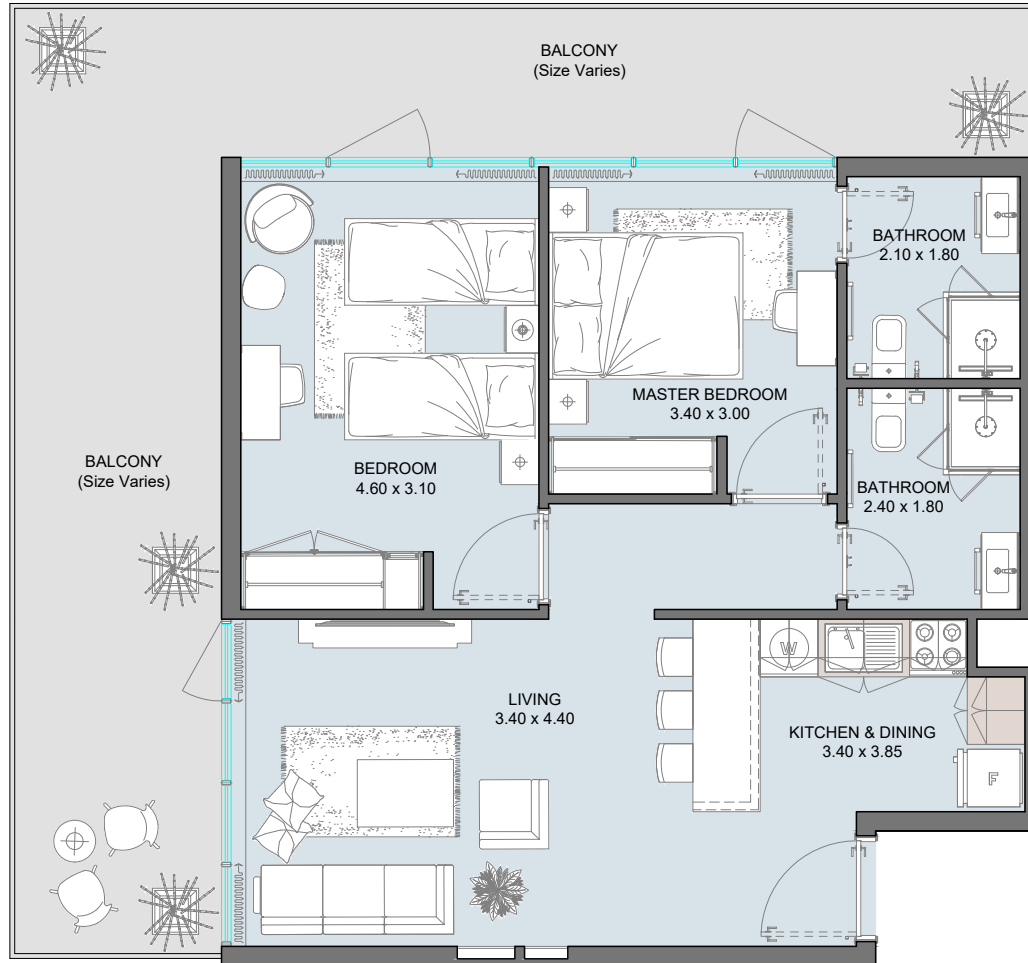 BALCONY
(Size Varies)
BATHROOM
2.10 x 1.80
MASTER BEDROOM
3.40 x 3.00
BALCONY
(Size Varies)
BEDROOM
4.60 x 3.10
BATHROOM
2.40 x 1.80
W
LIVING
3.40 x 4.40
KITCHEN & DINING
3.40 x 3.85
F